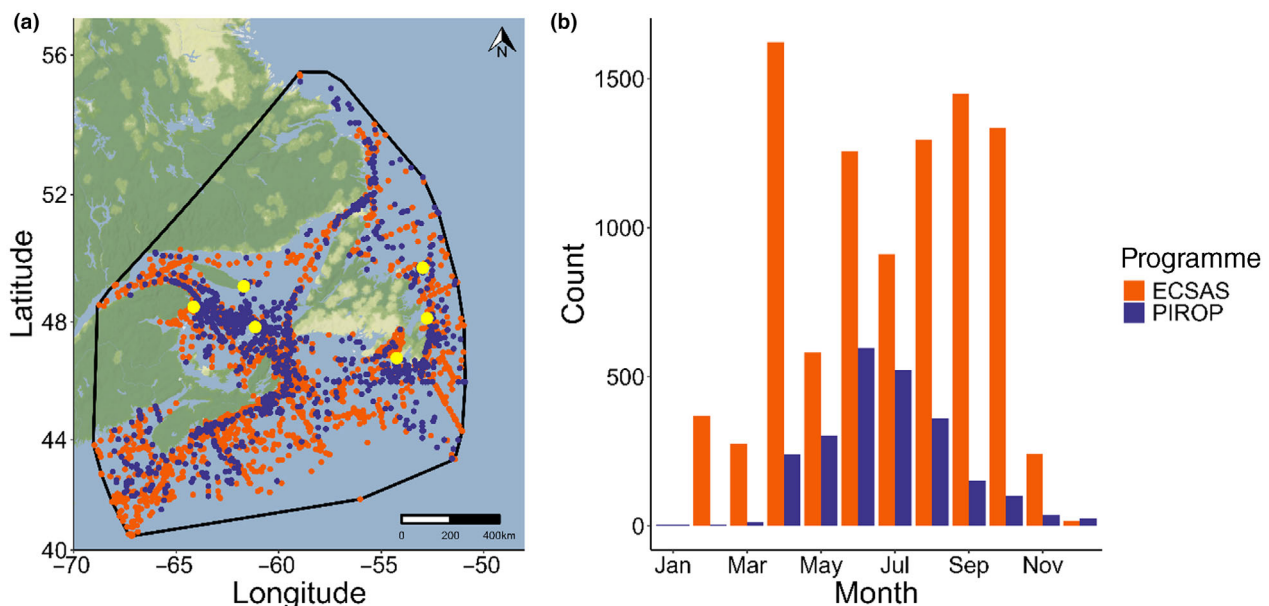 (a)
N
56
52
48
44
40
Latitude
−70
−65
−60
−55
−50
Longitude
0
200
400km
(b)
1500
1000
500
0
Count
Jan
Mar
May
Jul
Sep
Nov
Month
Programme
ECSAS
PIROP